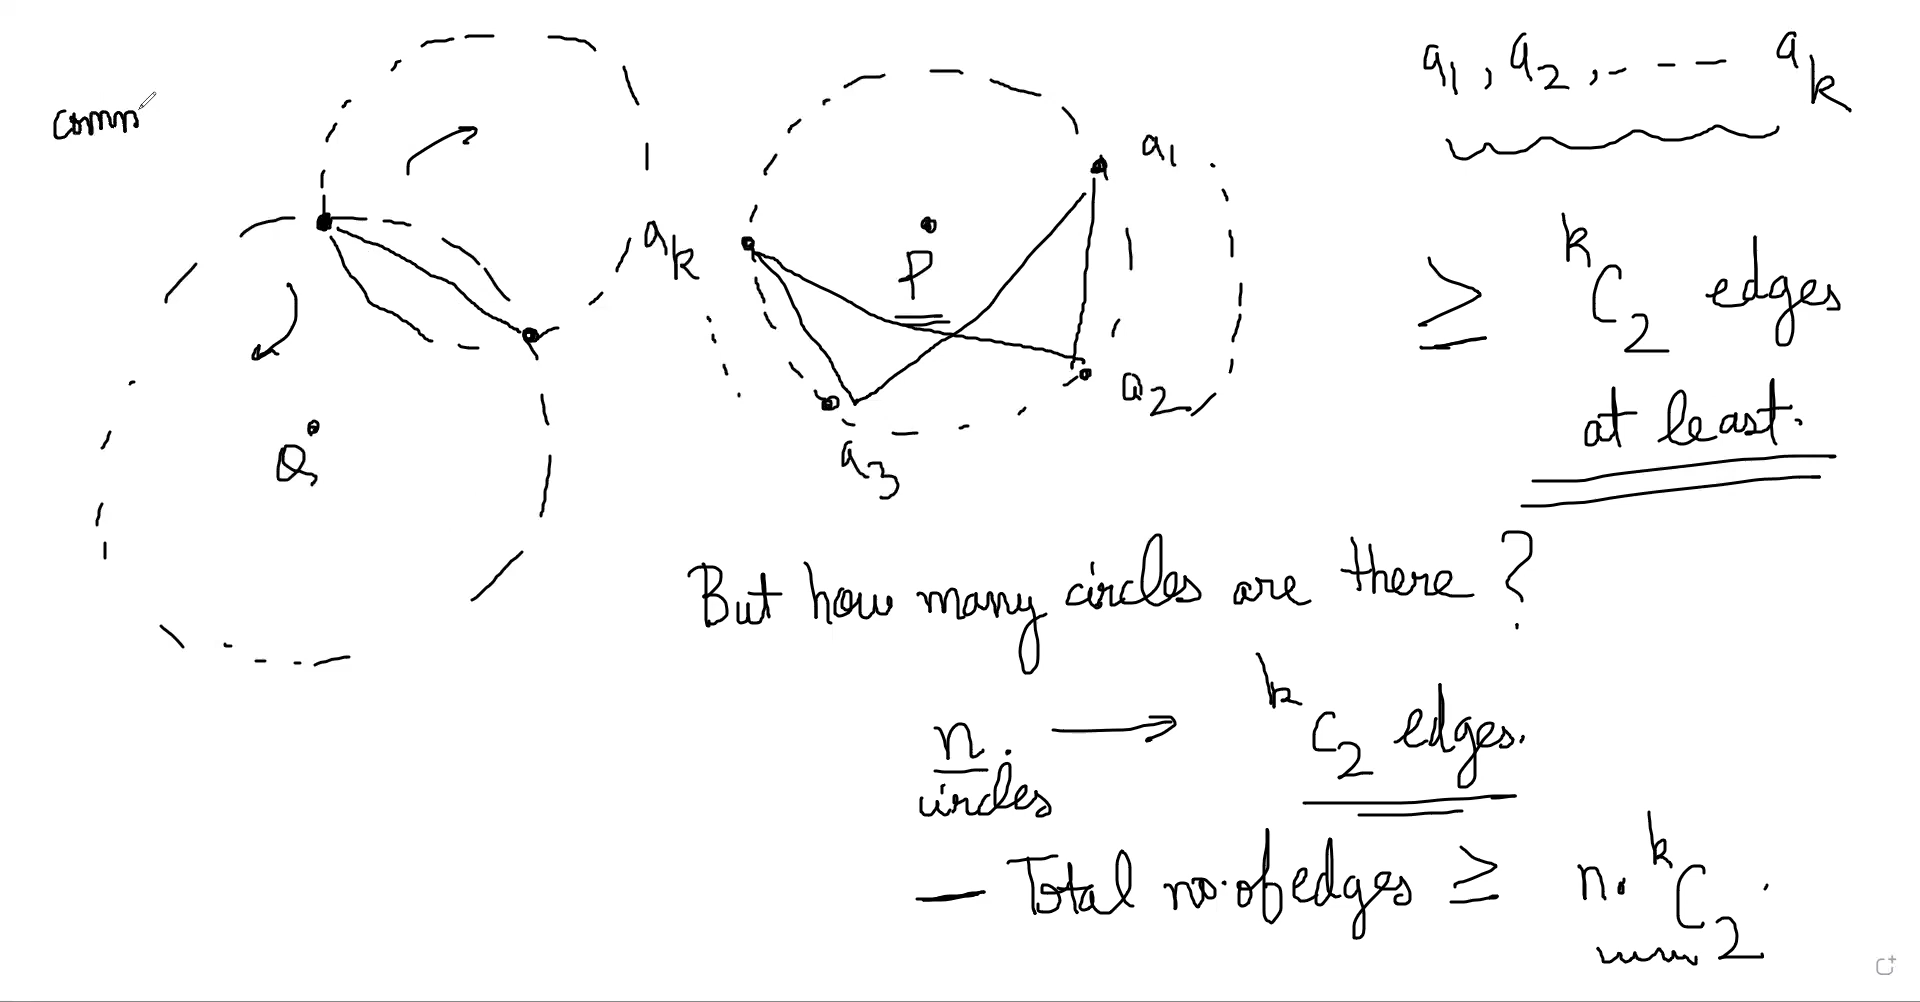 comm
a1, a2, ---- ak
a1
ak
P
≥ kC2 edges
at least.
a2
a3
Q
But how many circles are there?
n circles → kC2 edges.
— Total no. of edges ≥ n. kC2.